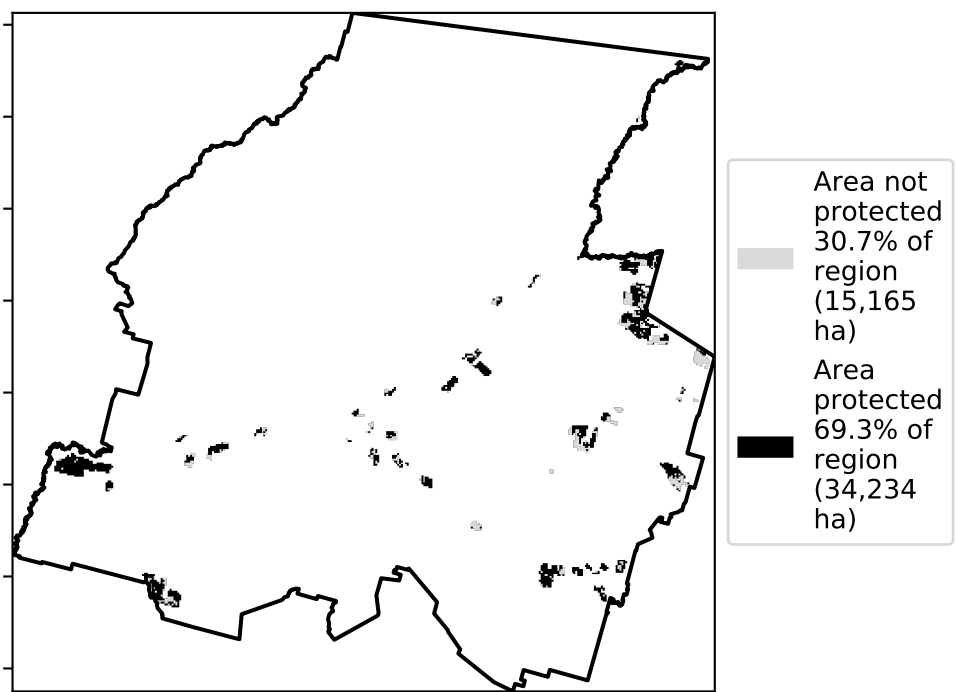 Area not
protected
30.7% of
region
(15,165
ha)
Area
protected
69.3% of
region
(34,234
ha)